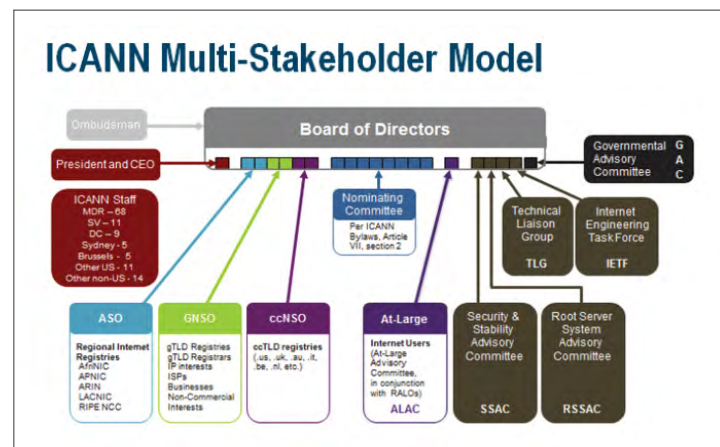 ICANN Multi-Stakeholder Model
Ombudsman
Board of Directors
President and CEO
Governmental
Advisory
Committee
G
A
C
ICANN Staff
MDR – 68
SV – 11
DC – 9
Sydney - 5
Brussels - 5
Other US - 11
Other non-US - 14
Nominating
Committee
Per ICANN
Bylaws, Article
VII, section 2
Technical
Liaison
Group
TLG
Internet
Engineering
TaskForce
IETF
ASO
Regional Internet
Registries
AfriNIC
APNIC
ARIN
LACNIC
RIPE NCC
GNSO
gTLD Registries
gTLD Registrars
IP interests
ISPs
Businesses
Non-Commercial
Interests
ccNSO
ccTLD registries
(.us, .uk, .au, .it,
.be, .nl, etc.)
At-Large
Internet Users
(At-Large
Advisory
Committee,
in conjunction
with RALOs)
ALAC
Security &
Stability
Advisory
Committee
SSAC
Root Server
System
Advisory
Committee
RSSAC